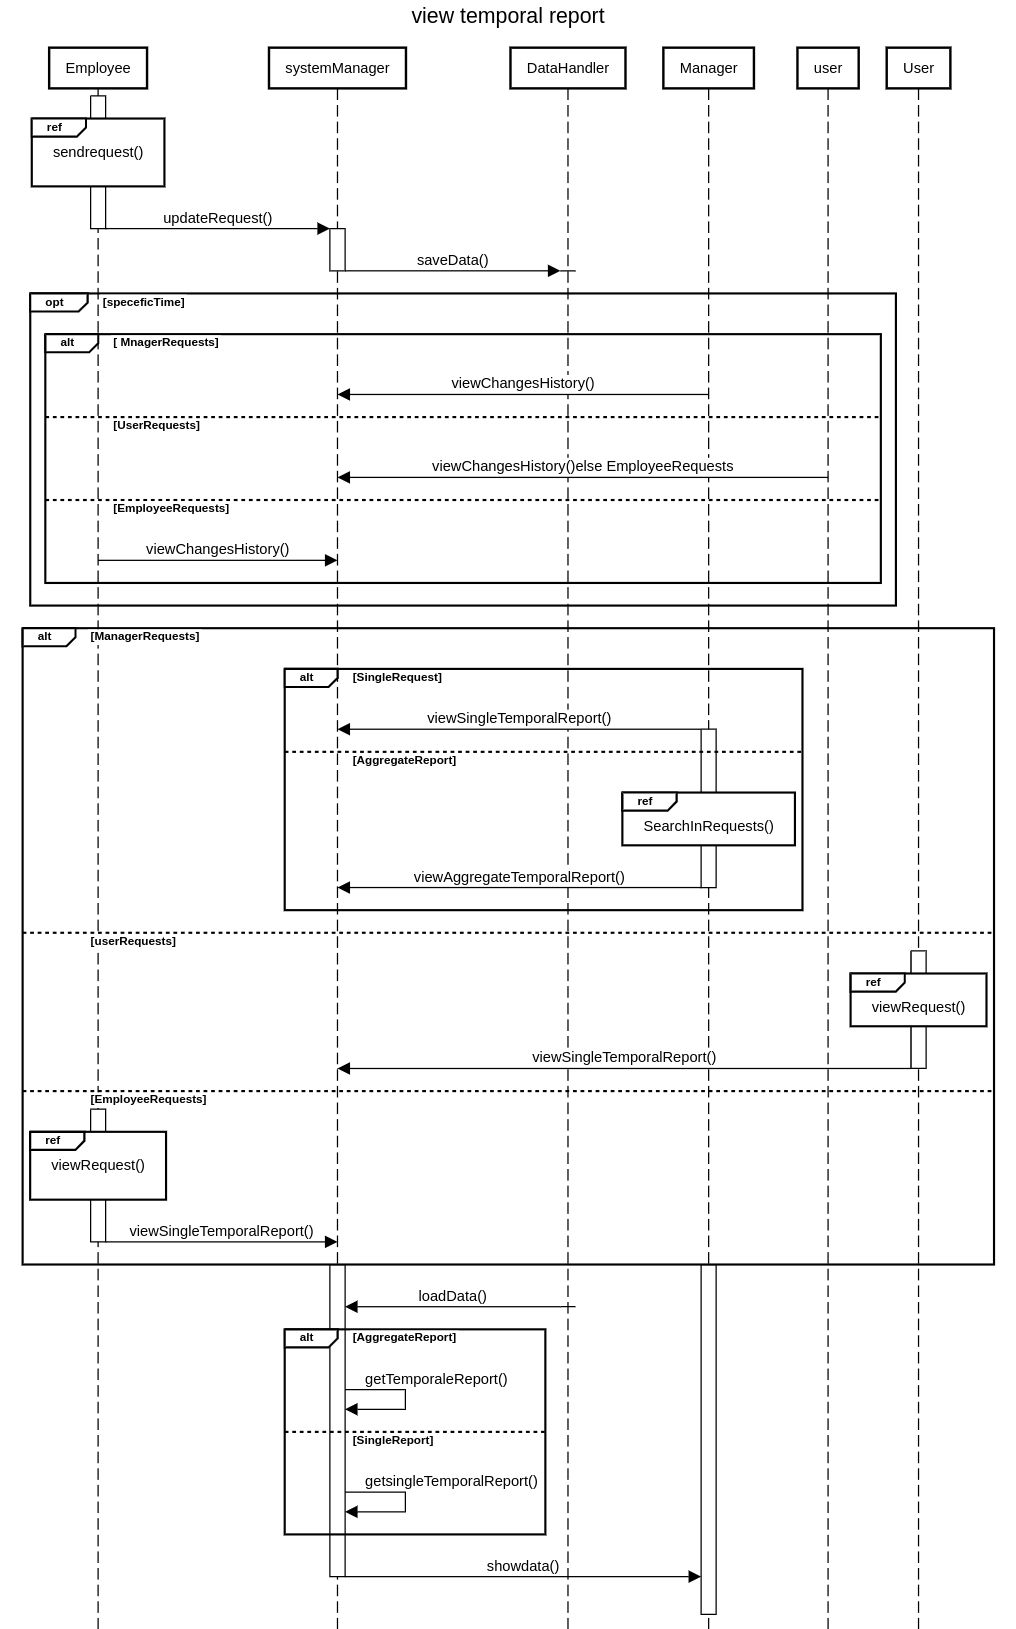 view temporal report
Employee
systemManager
DataHandler
Manager
user
User
ref
sendrequest()
updateRequest()
saveData()
opt
[speceficTime]
alt
[ MnagerRequests]
viewChangesHistory()
[UserRequests]
viewChangesHistory()else EmployeeRequests
[EmployeeRequests]
viewChangesHistory()
alt
[ManagerRequests]
alt
[SingleRequest]
viewSingleTemporalReport()
[AggregateReport]
ref
SearchInRequests()
viewAggregateTemporalReport()
[userRequests]
ref
viewRequest()
viewSingleTemporalReport()
[EmployeeRequests]
ref
viewRequest()
viewSingleTemporalReport()
loadData()
alt
[AggregateReport]
getTemporaleReport()
[SingleReport]
getsingleTemporalReport()
showdata()